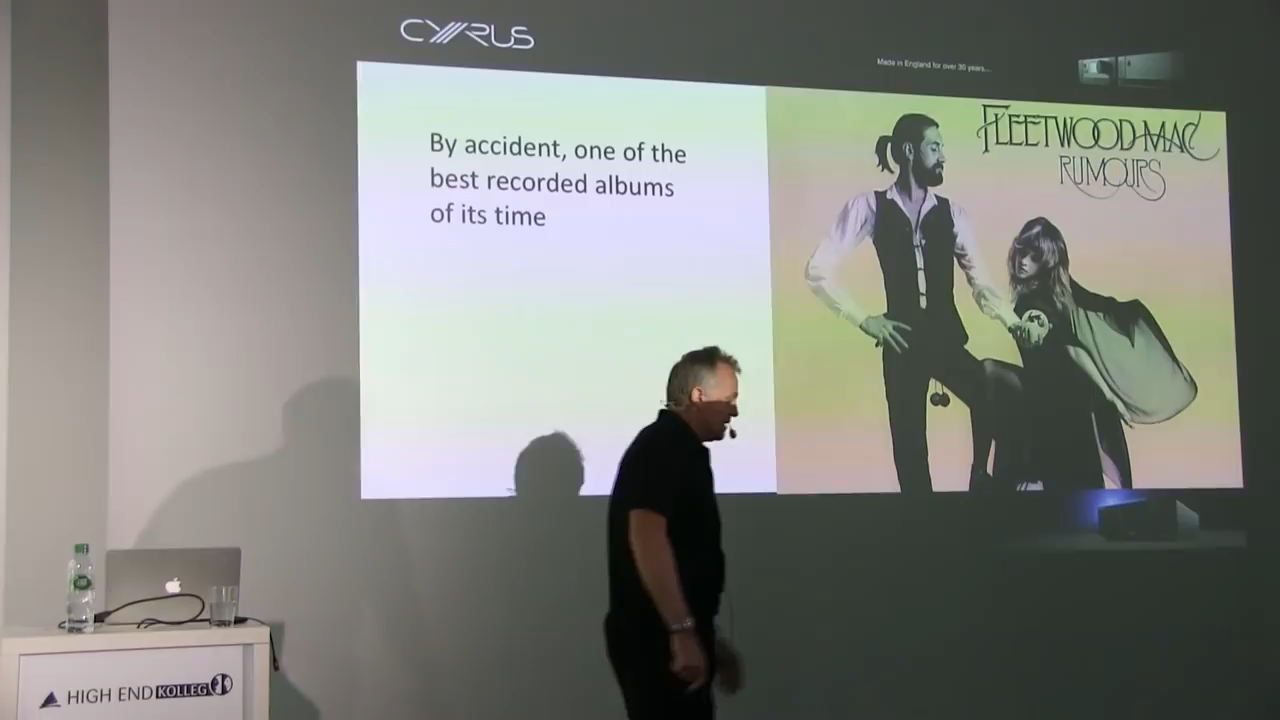 CYRUS
Made in England for over 30 years...
By accident, one of the
best recorded albums
of its time
FLEETWOOD MAC
RUMOURS
HIGH END KOLLEG